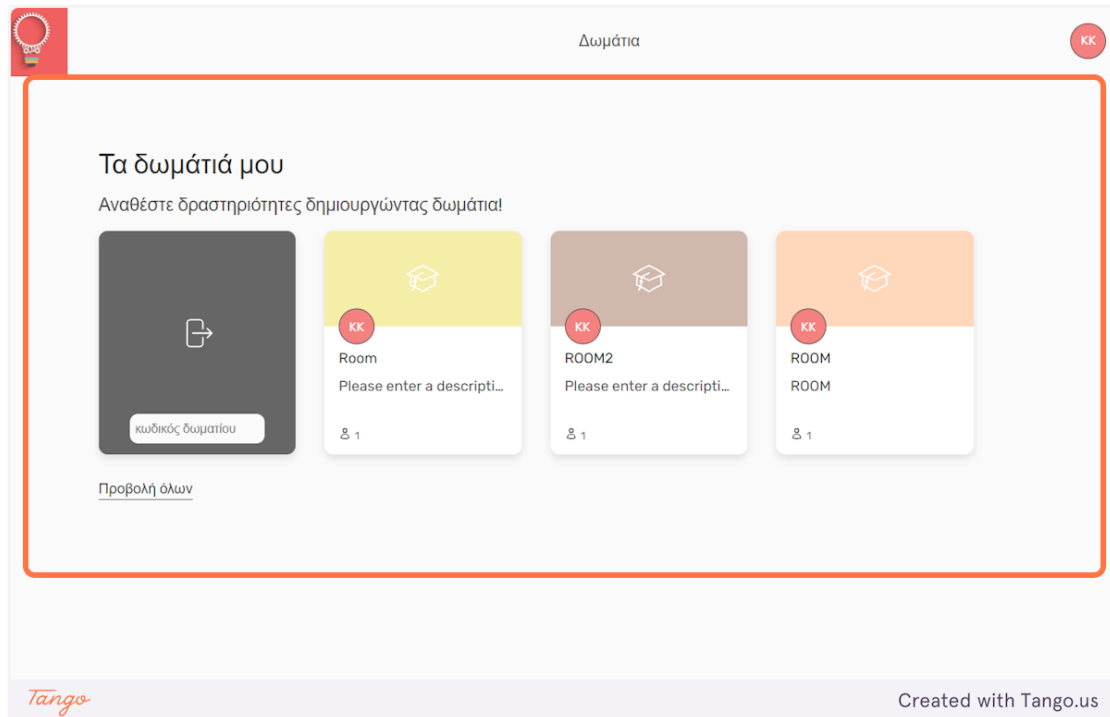 Δωμάτια
KK
Τα δωμάτιά μου
Αναθέστε δραστηριότητες δημιουργώντας δωμάτια!
κωδικός δωματίου
KK
Room
Please enter a descripti...
1
KK
ROOM2
Please enter a descripti...
1
KK
ROOM
ROOM
1
Προβολή όλων
Tango
Created with Tango.us